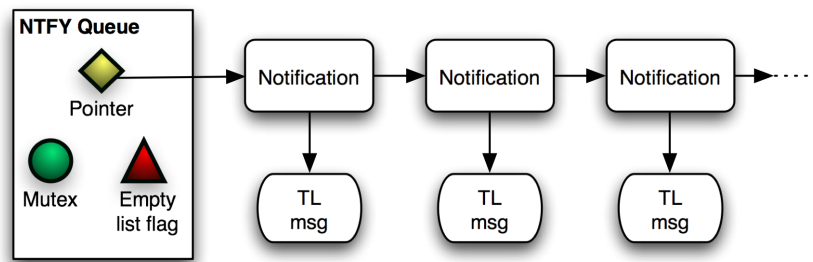 NTFY Queue
Pointer
Mutex
Empty
list flag
Notification
Notification
Notification
TL
msg
TL
msg
TL
msg